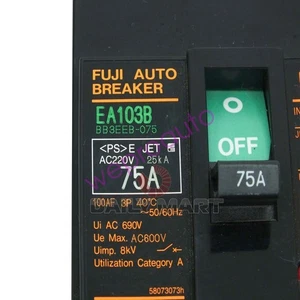 FUJI AUTO
BREAKER
EA103B
BB3EEB-075
<PS>E JET
AC220V 25kA
75A
100AF 3P 40°C
~50/60Hz
Ui AC 690V
Ue Max. AC600V
Uimp. 8kV
Utilization Category A
58073073h
OFF
75A